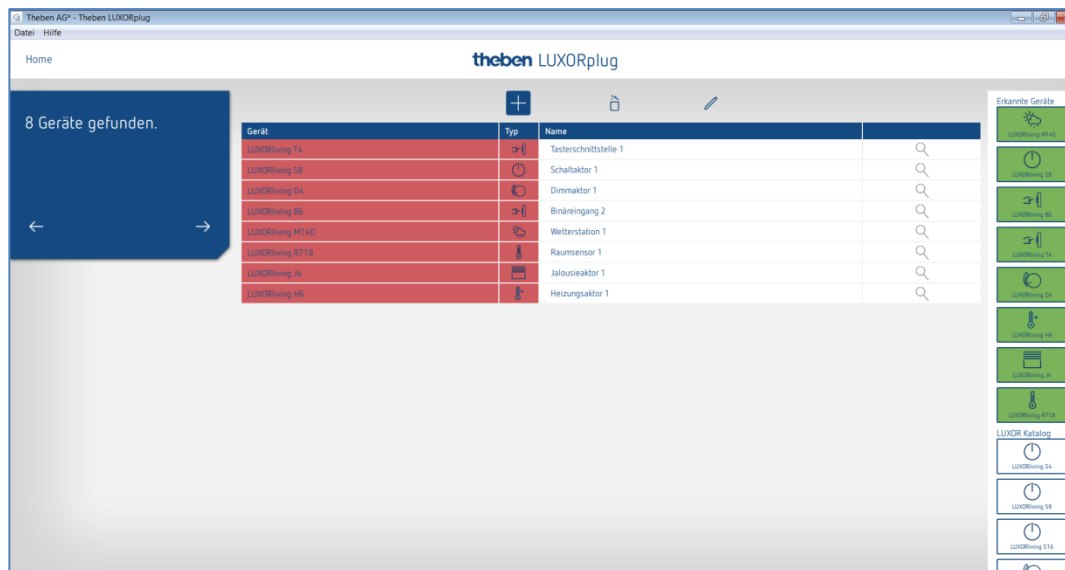 Theben AG* - Theben LUXORplug
Datei Hilfe
Home
theben LUXORplug
8 Geräte gefunden.
Gerät Typ Name
LUXORliving T4 Tasterschnittstelle 1
LUXORliving S8 Schaltaktor 1
LUXORliving D4 Dimmaktor 1
LUXORliving B6 Binäreingang 2
LUXORliving M140 Wetterstation 1
LUXORliving R718 Raumsensor 1
LUXORliving J4 Jalousieaktor 1
LUXORliving H6 Heizungsaktor 1
Erkannte Geräte
LUXORliving M140
LUXORliving S8
LUXORliving B6
LUXORliving T4
LUXORliving D4
LUXORliving H6
LUXORliving J4
LUXORliving R718
LUXOR Katalog
LUXORliving S4
LUXORliving S8
LUXORliving S16